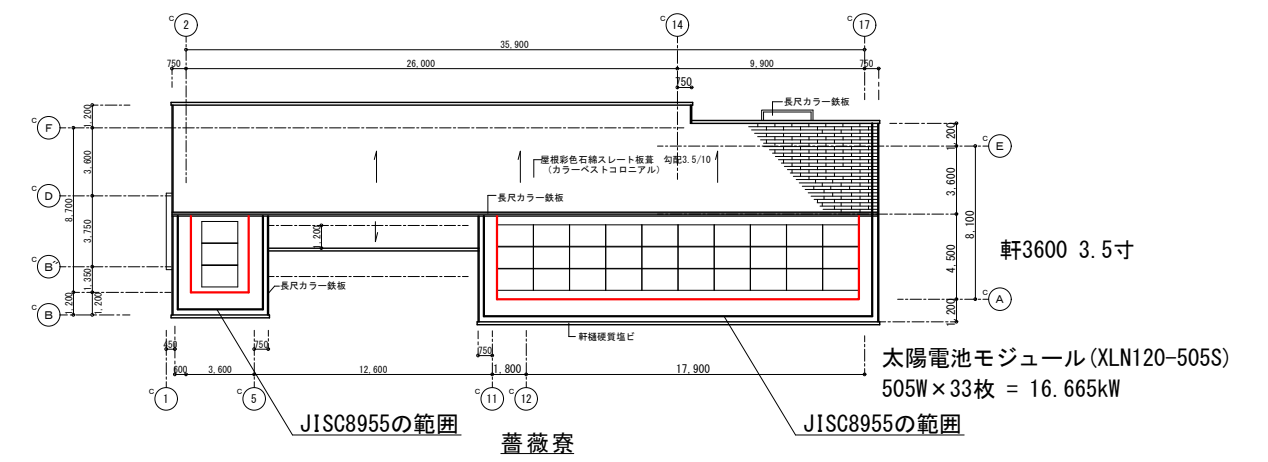 C 2
C 14
C 17
35,900
750
26,000
9,900
750
750
長尺カラー鉄板
C F
1,200
1,200
C E
3,600
屋根彩色石綿スレート板葺 勾配3.5/10
(カラーベストコロニアル)
3,600
C D
長尺カラー鉄板
8,700
3,750
1,200
8,100
4,500
軒3600 3.5寸
C B'
1,350
長尺カラー鉄板
C A
1,200
1,200
C B
1,200
軒樋硬質塩ビ
450
750
750
太陽電池モジュール(XLN120-505S)
600
3,600
12,600
1,800
17,900
505W×33枚 = 16.665kW
C 1
C 5
C 11
C 12
JISC8955の範囲
JISC8955の範囲
薔薇寮